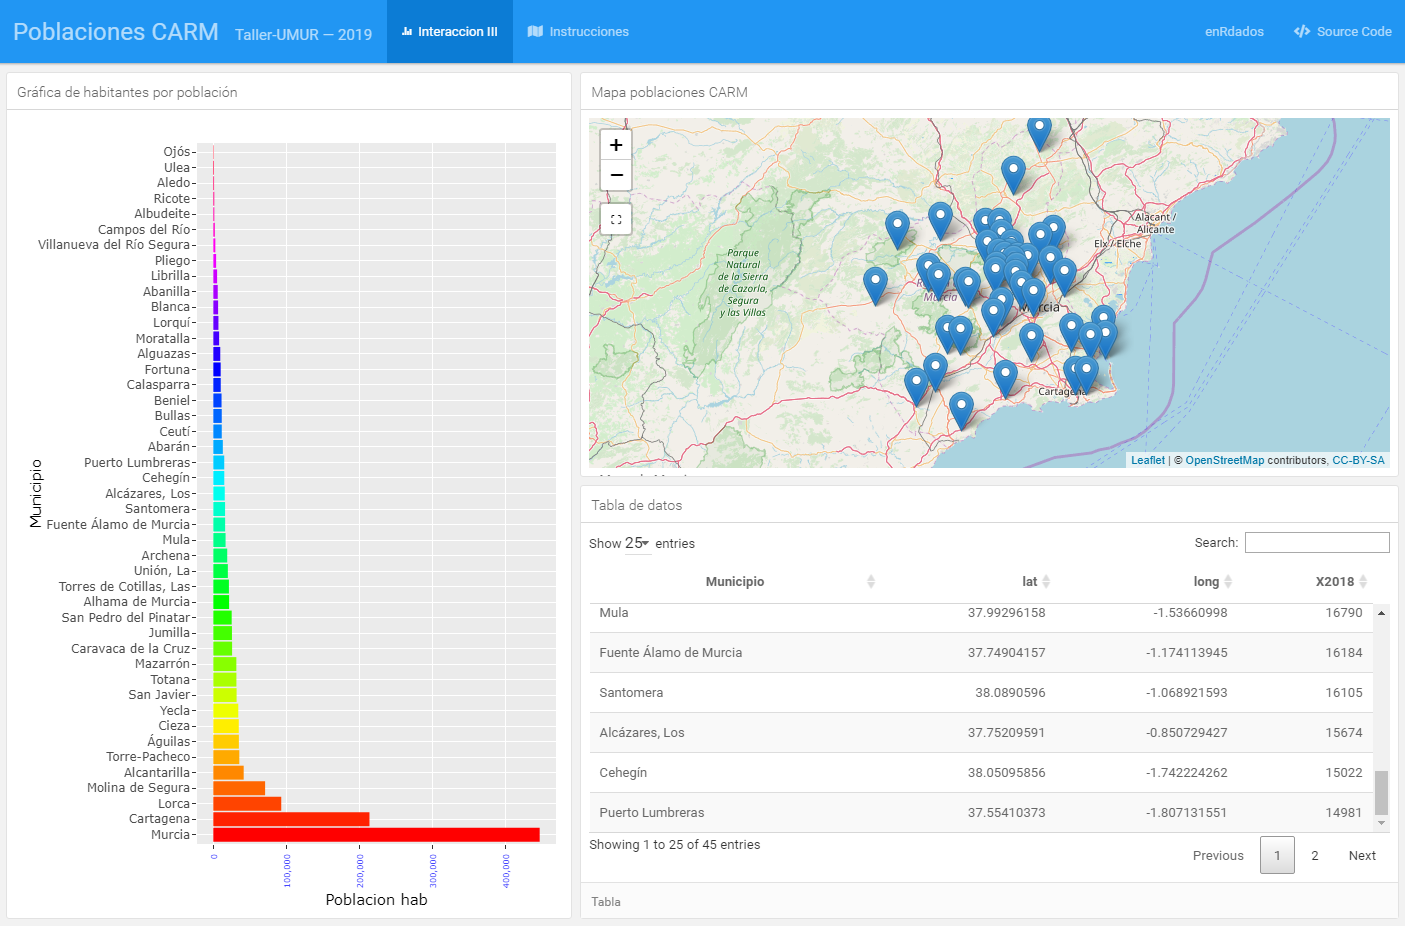 Poblaciones CARM Taller-UMUR — 2019 Interaccion III Instrucciones enRdados Source Code
Gráfica de habitantes por población
Ojós
Ulea
Aledo
Ricote
Albudeite
Campos del Río
Villanueva del Río Segura
Pliego
Librilla
Abanilla
Blanca
Lorquí
Moratalla
Alguazas
Fortuna
Calasparra
Beniel
Bullas
Ceutí
Abarán
Puerto Lumbreras
Cehegín
Alcázares, Los
Santomera
Fuente Álamo de Murcia
Mula
Archena
Unión, La
Torres de Cotillas, Las
Alhama de Murcia
San Pedro del Pinatar
Jumilla
Caravaca de la Cruz
Mazarrón
Totana
San Javier
Yecla
Cieza
Águilas
Torre-Pacheco
Alcantarilla
Molina de Segura
Lorca
Cartagena
Murcia
Municipio
0 100,000 200,000 300,000 400,000
Poblacion hab
Mapa poblaciones CARM
+
−
Parque
Natural
de la Sierra
de Cazorla,
Segura
y las Villas
Alacant /
Alicante
Elx / Elche
Murcia
Murcia
Cartagena
Leaflet | © OpenStreetMap contributors, CC-BY-SA
Tabla de datos
Show 25 entries Search:
Municipio lat long X2018
Mula 37.99296158 -1.53660998 16790
Fuente Álamo de Murcia 37.74904157 -1.174113945 16184
Santomera 38.0890596 -1.068921593 16105
Alcázares, Los 37.75209591 -0.850729427 15674
Cehegín 38.05095856 -1.742224262 15022
Puerto Lumbreras 37.55410373 -1.807131551 14981
Showing 1 to 25 of 45 entries
Previous 1 2 Next
Tabla